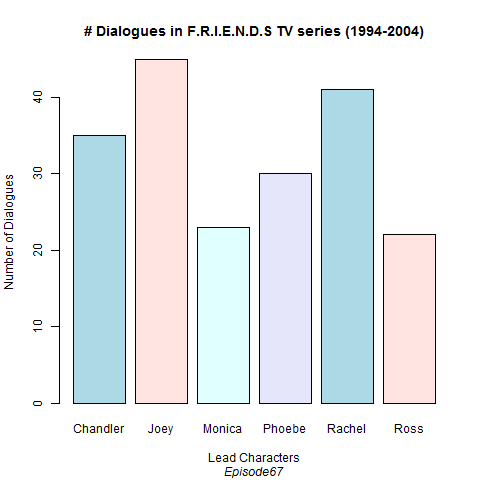 # Dialogues in F.R.I.E.N.D.S TV series (1994-2004)
Number of Dialogues
40
30
20
10
0
Chandler Joey Monica Phoebe Rachel Ross
Lead Characters
Episode67